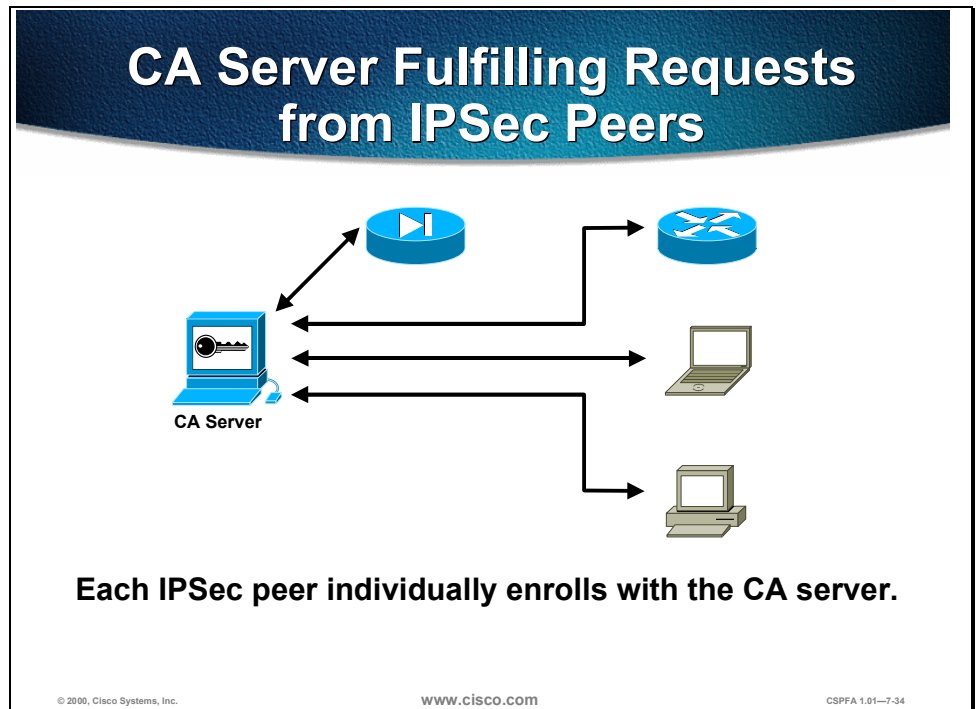 CA Server Fulfilling Requests
from IPSec Peers
CA Server
Each IPSec peer individually enrolls with the CA server.
© 2000, Cisco Systems, Inc.
www.cisco.com
CSPFA 1.01—7-34